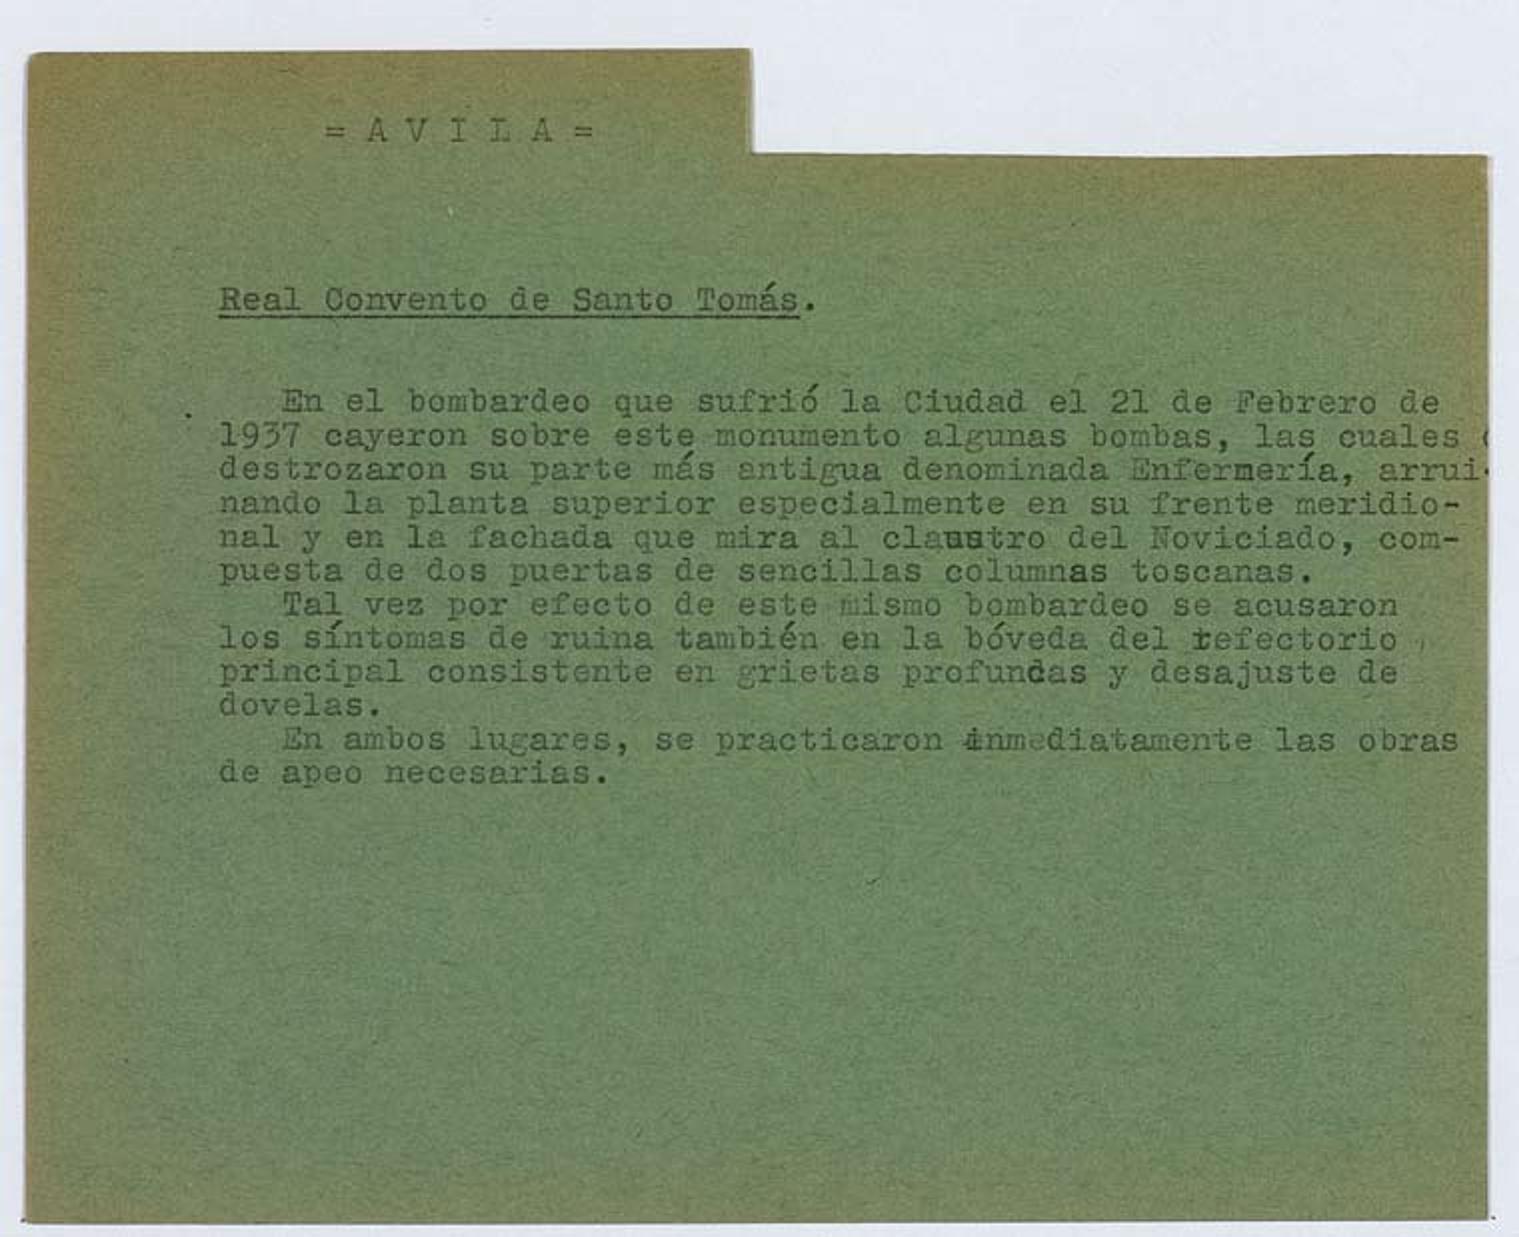 = A V I L A =
Real Convento de Santo Tomás.
En el bombardeo que sufrió la Ciudad el 21 de Febrero de
1937 cayeron sobre este monumento algunas bombas, las cuales
destrozaron su parte más antigua denominada Enfermería, arrui-
nando la planta superior especialmente en su frente meridio-
nal y en la fachada que mira al claustro del Noviciado, com-
puesta de dos puertas de sencillas columnas toscanas.
Tal vez por efecto de este mismo bombardeo se acusaron
los síntomas de ruina también en la bóveda del refectorio
principal consistente en grietas profundas y desajuste de
dovelas.
En ambos lugares, se practicaron inmediatamente las obras
de apeo necesarias.